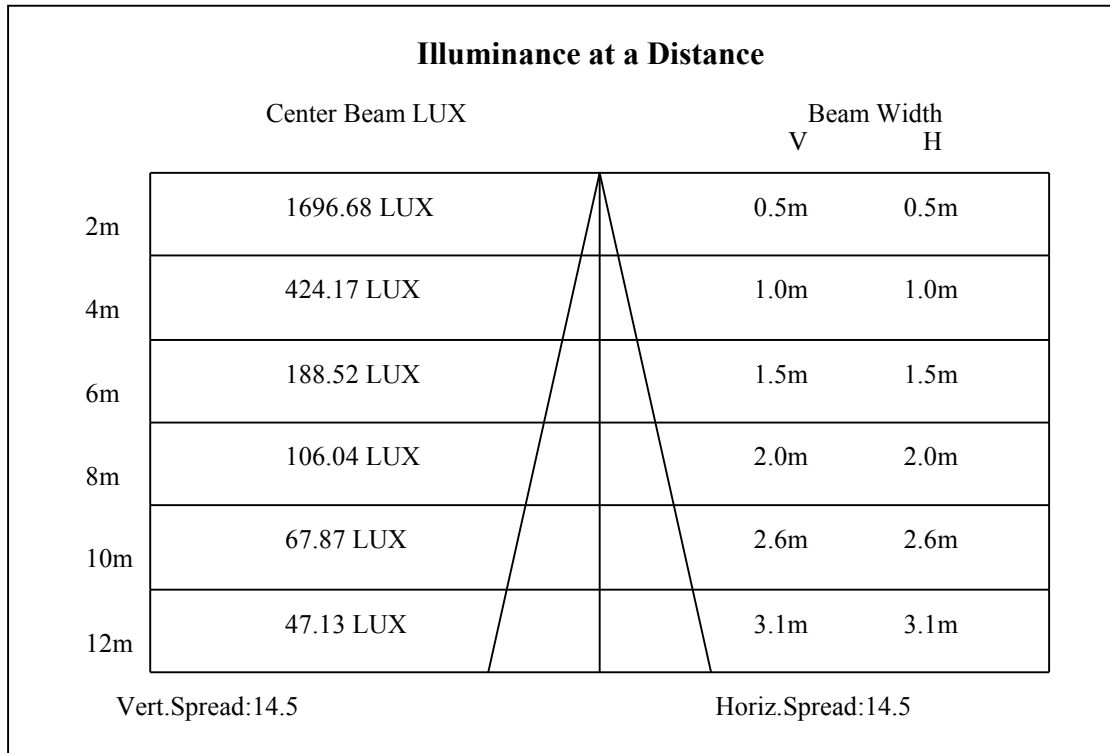 Illuminance at a Distance
Center Beam LUX Beam Width
V H
2m 1696.68 LUX 0.5m 0.5m
4m 424.17 LUX 1.0m 1.0m
6m 188.52 LUX 1.5m 1.5m
8m 106.04 LUX 2.0m 2.0m
10m 67.87 LUX 2.6m 2.6m
12m 47.13 LUX 3.1m 3.1m
Vert.Spread:14.5 Horiz.Spread:14.5